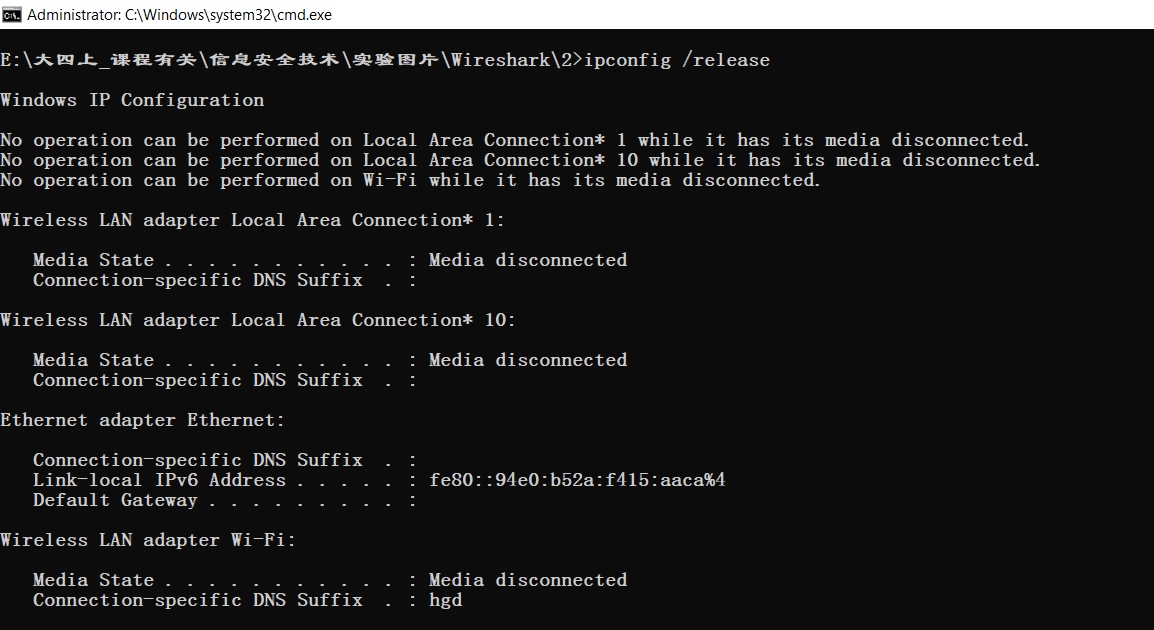 Administrator: C:\Windows\system32\cmd.exe
E:\大四上_课程有关\信息安全技术\实验图片\Wireshark\2>ipconfig /release
Windows IP Configuration
No operation can be performed on Local Area Connection* 1 while it has its media disconnected.
No operation can be performed on Local Area Connection* 10 while it has its media disconnected.
No operation can be performed on Wi-Fi while it has its media disconnected.
Wireless LAN adapter Local Area Connection* 1:
Media State . . . . . . . . . . . : Media disconnected
Connection-specific DNS Suffix  . :
Wireless LAN adapter Local Area Connection* 10:
Media State . . . . . . . . . . . : Media disconnected
Connection-specific DNS Suffix  . :
Ethernet adapter Ethernet:
Connection-specific DNS Suffix  . :
Link-local IPv6 Address . . . . . : fe80::94e0:b52a:f415:aaca%4
Default Gateway . . . . . . . . . :
Wireless LAN adapter Wi-Fi:
Media State . . . . . . . . . . . : Media disconnected
Connection-specific DNS Suffix  . : hgd